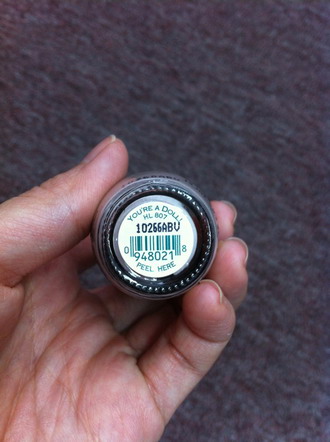 YOU'RE A DOLL!
HL 807
10266ABV
0 948021 8
PEEL HERE